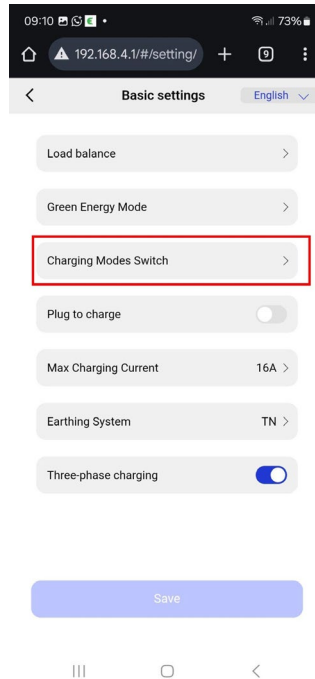 09:10 73%
192.168.4.1/#/setting/ 9
Basic settings English
Load balance
Green Energy Mode
Charging Modes Switch
Plug to charge
Max Charging Current 16A
Earthing System TN
Three-phase charging
Save